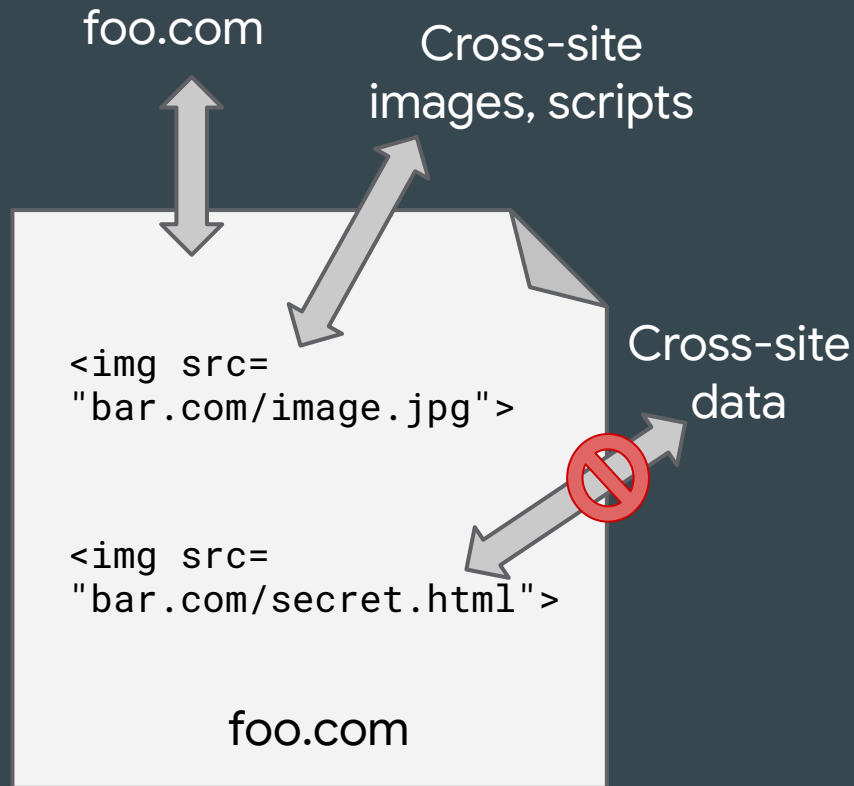 foo.com
Cross-site
images, scripts
<img src=
"bar.com/image.jpg">
Cross-site
data
<img src=
"bar.com/secret.html">
foo.com